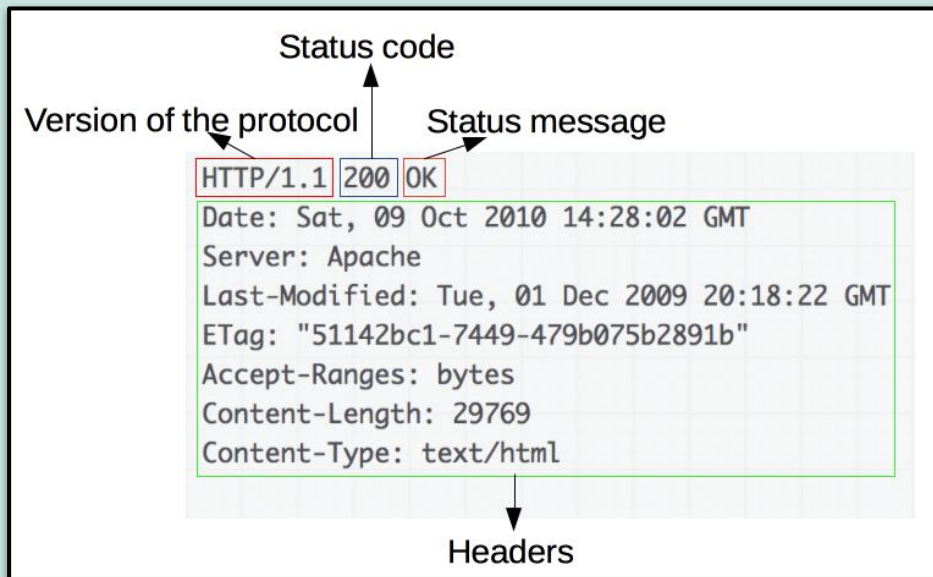 Status code
Version of the protocol
Status message
HTTP/1.1 200 OK
Date: Sat, 09 Oct 2010 14:28:02 GMT
Server: Apache
Last-Modified: Tue, 01 Dec 2009 20:18:22 GMT
ETag: "51142bc1-7449-479b075b2891b"
Accept-Ranges: bytes
Content-Length: 29769
Content-Type: text/html
Headers